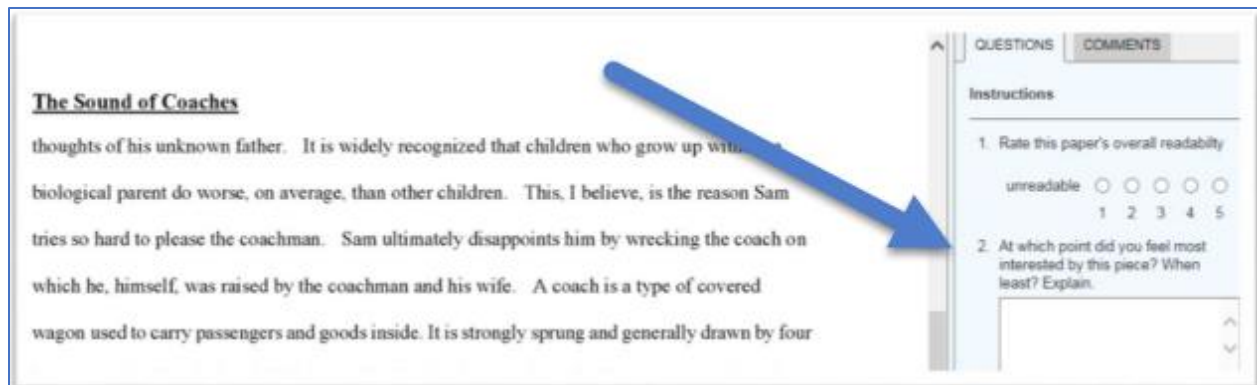 The Sound of Coaches
thoughts of his unknown father. It is widely recognized that children who grow up
biological parent do worse, on average, than other children. This, I believe, is the reason Sam
tries so hard to please the coachman. Sam ultimately disappoints him by wrecking the coach on
which he, himself, was raised by the coachman and his wife. A coach is a type of covered
wagon used to carry passengers and goods inside. It is strongly sprung and generally drawn by four
QUESTIONS COMMENTS
Instructions
1. Rate this paper's overall readabilty
unreadable
1 2 3 4 5
2. At which point did you feel most
interested by this piece? When
least? Explain.